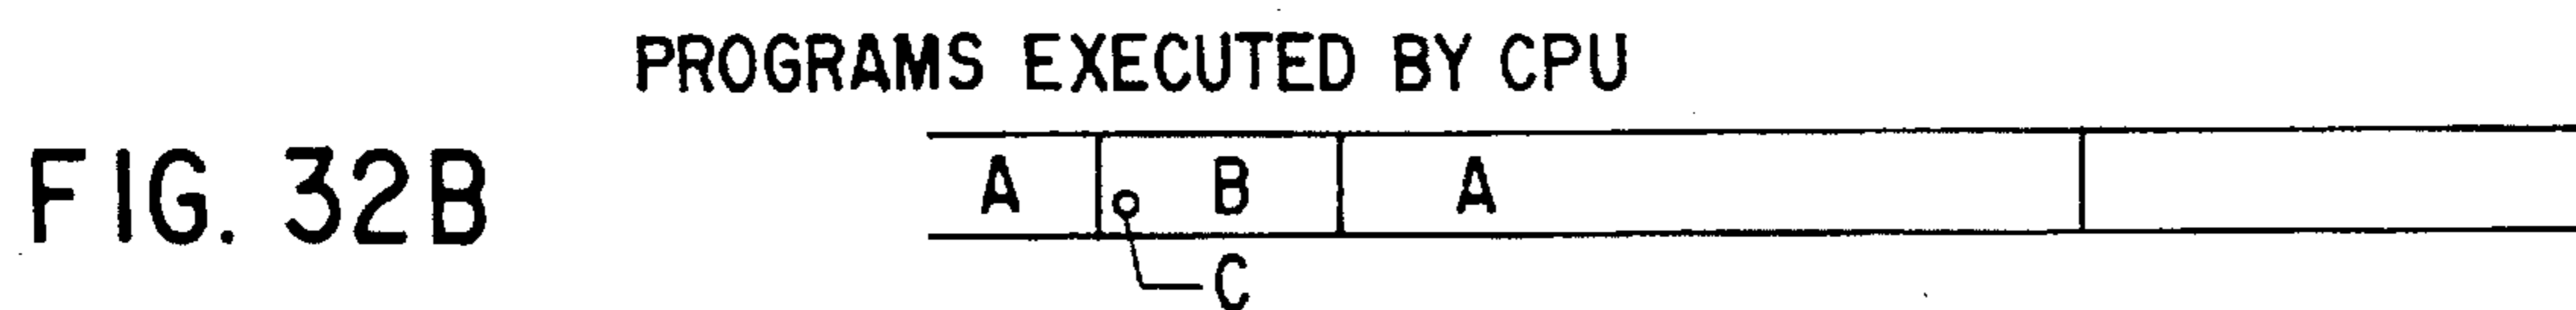 PROGRAMS EXECUTED BY CPU
FIG. 32B
A B A
C